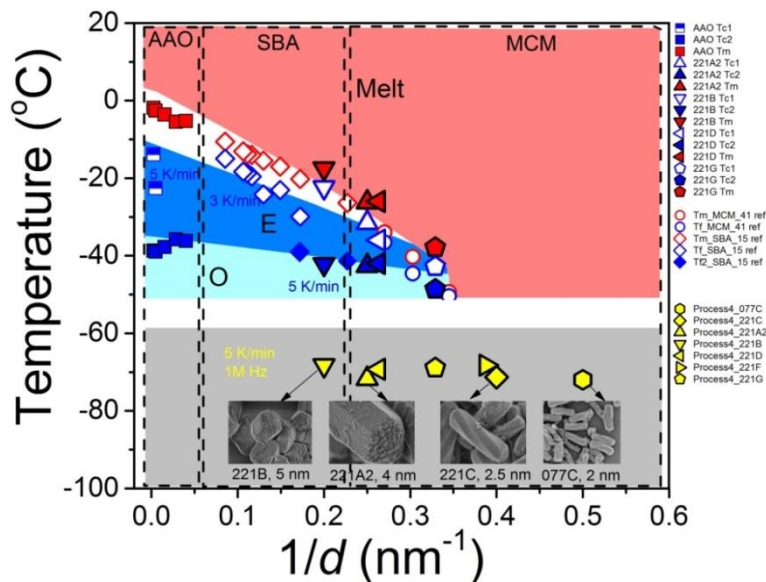 AAO SBA MCM
Melt
5 K/min
3 K/min
E
O
5 K/min
5 K/min
1M Hz
221B, 5 nm 221A2, 4 nm 221C, 2.5 nm 077C, 2 nm
Temperature (°C)
20
0
-20
-40
-60
-80
-100
0.0 0.1 0.2 0.3 0.4 0.5 0.6
1/d (nm⁻¹)
AAO Tc1
AAO Tc2
AAO Tm
221A2 Tc1
221A2 Tc2
221A2 Tm
221B Tc1
221B Tc2
221B Tm
221D Tc1
221D Tc2
221D Tm
221G Tc1
221G Tc2
221G Tm
Tm_MCM_41 ref
Tf_MCM_41 ref
Tm_SBA_15 ref
Tf_SBA_15 ref
Tf2_SBA_15 ref
Process4_077C
Process4_221C
Process4_221A2
Process4_221B
Process4_221D
Process4_221F
Process4_221G